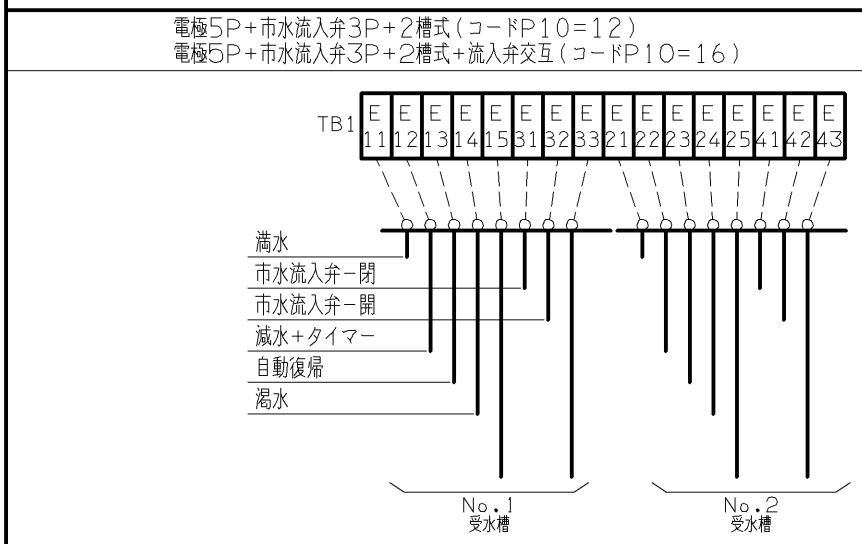 電極5P+市水流入弁3P+2槽式(コードP10=12)
電極5P+市水流入弁3P+2槽式+流入弁交互(コードP10=16)
TB1
E11 E12 E13 E14 E15 E31 E32 E33 E21 E22 E23 E24 E25 E41 E42 E43
満水
市水流入弁-閉
市水流入弁-開
減水+タイマー
自動復帰
渇水
No.1 No.2
受水槽 受水槽